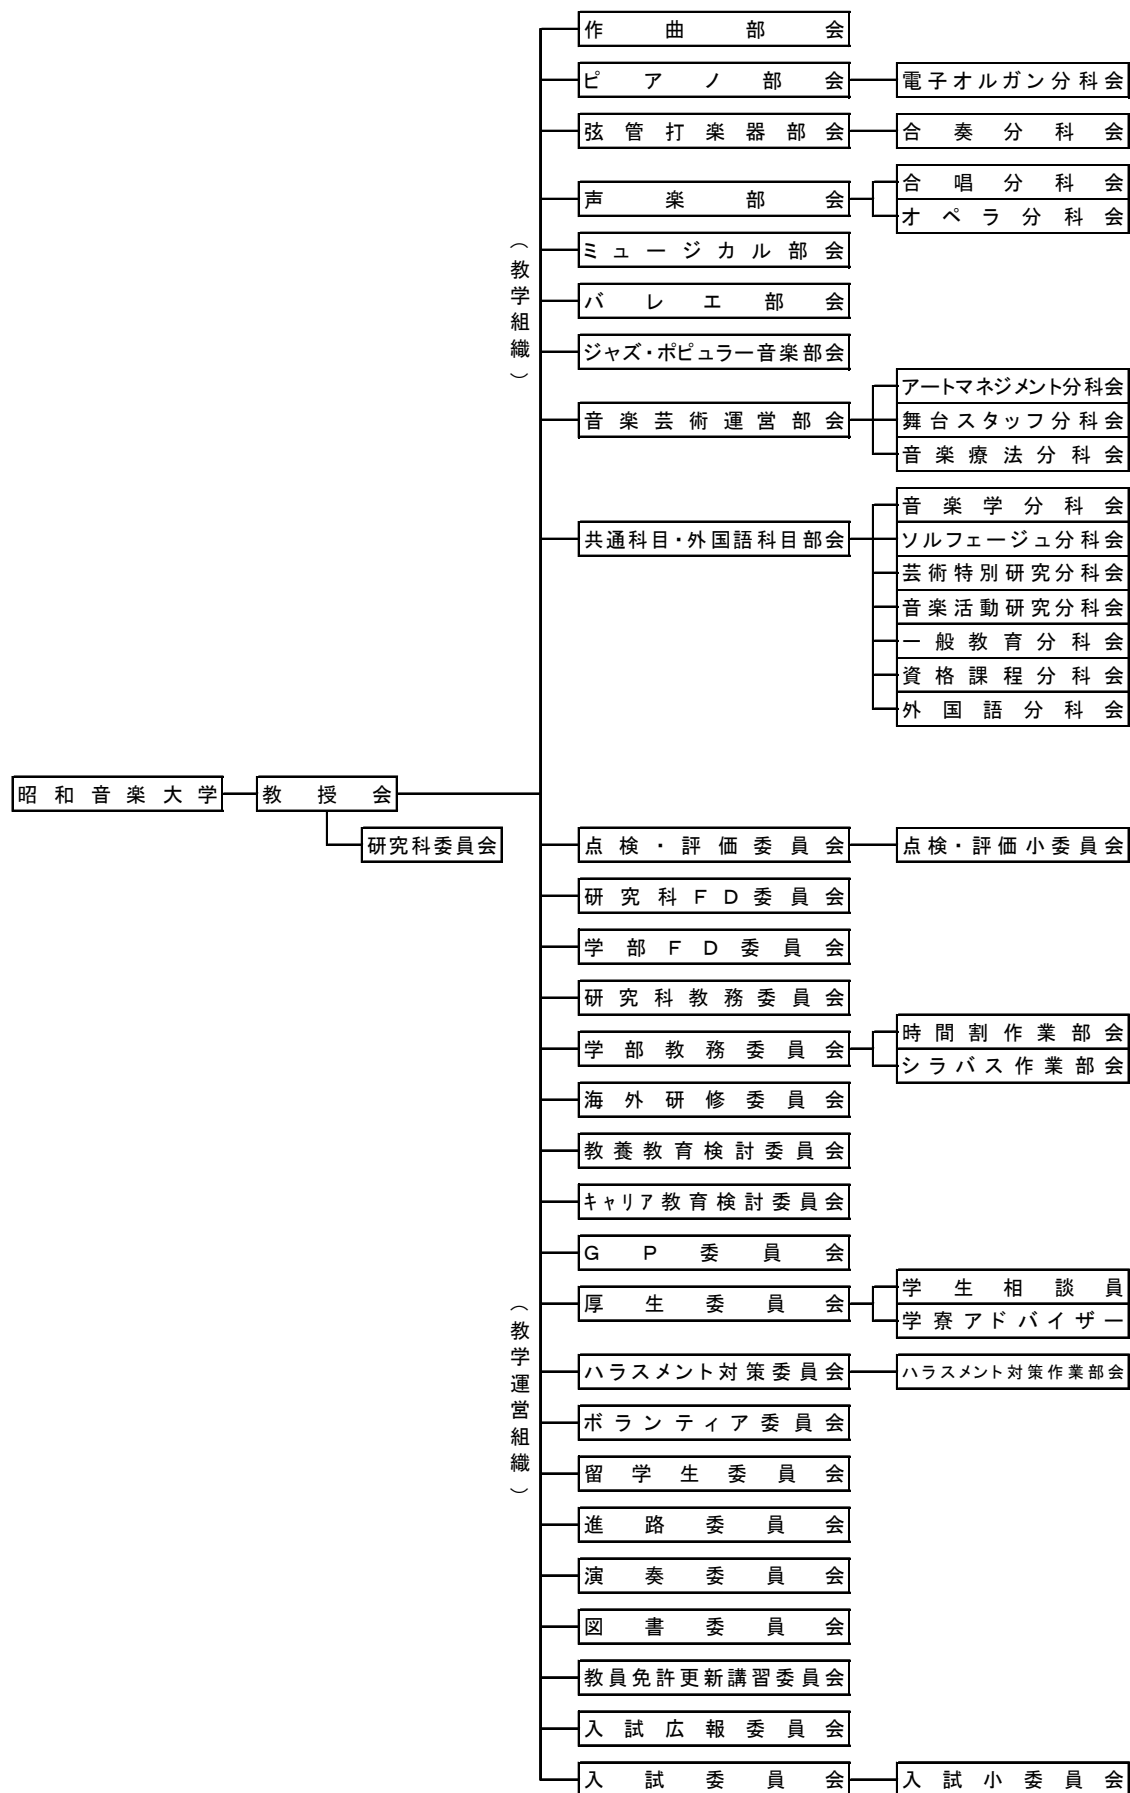 作曲部会
ピアノ部会
電子オルガン分科会
弦管打楽器部会
合奏分科会
声楽部会
合唱分科会
オペラ分科会
ミュージカル部会
バレエ部会
ジャズ・ポピュラー音楽部会
（教学組織）
音楽芸術運営部会
アートマネジメント分科会
舞台スタッフ分科会
音楽療法分科会
共通科目・外国語科目部会
音楽学分科会
ソルフェージュ分科会
芸術特別研究分科会
音楽活動研究分科会
一般教育分科会
資格課程分科会
外国語分科会
昭和音楽大学
教授会
研究科委員会
点検・評価委員会
点検・評価小委員会
研究科FD委員会
学部FD委員会
研究科教務委員会
学部教務委員会
時間割作業部会
シラバス作業部会
海外研修委員会
教養教育検討委員会
キャリア教育検討委員会
GP委員会
厚生委員会
学生相談員
学寮アドバイザー
（教学運営組織）
ハラスメント対策委員会
ハラスメント対策作業部会
ボランティア委員会
留学生委員会
進路委員会
演奏委員会
図書委員会
教員免許更新講習委員会
入試広報委員会
入試委員会
入試小委員会